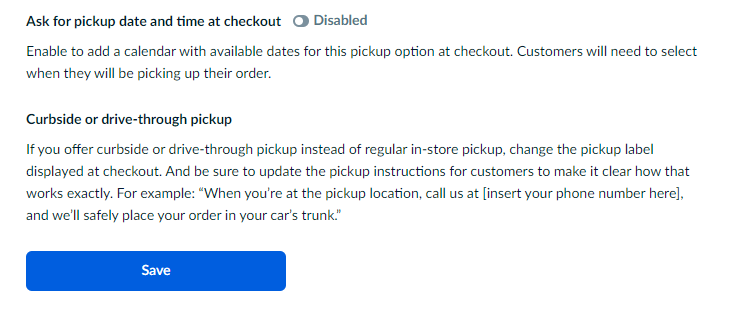 Ask for pickup date and time at checkout Disabled
Enable to add a calendar with available dates for this pickup option at checkout. Customers will need to select
when they will be picking up their order.
Curbside or drive-through pickup
If you offer curbside or drive-through pickup instead of regular in-store pickup, change the pickup label
displayed at checkout. And be sure to update the pickup instructions for customers to make it clear how that
works exactly. For example: “When you’re at the pickup location, call us at [insert your phone number here],
and we’ll safely place your order in your car’s trunk.”
Save